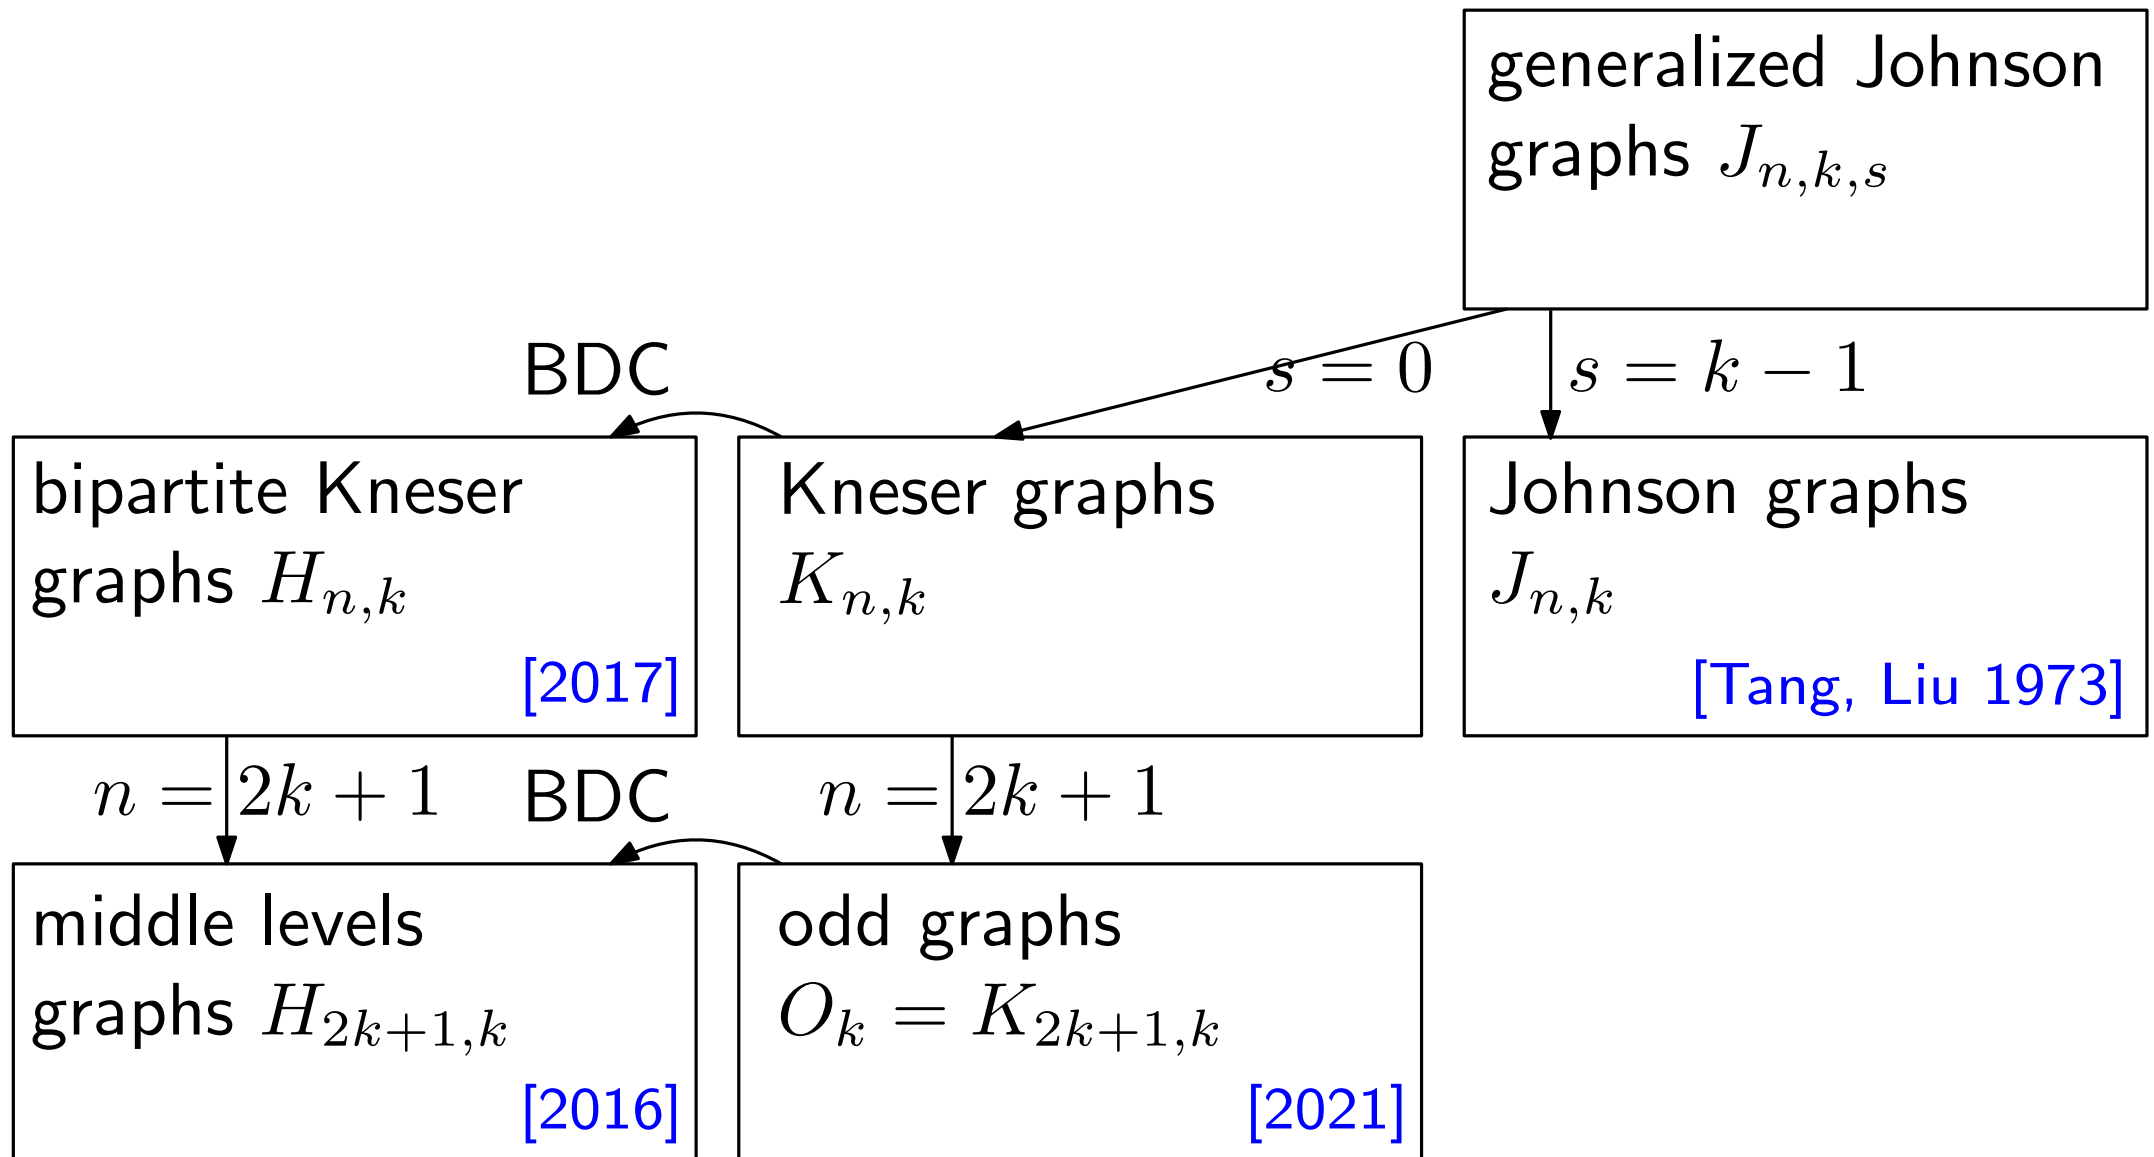 generalized Johnson
graphs J_{n,k,s}
BDC
s = 0
s = k − 1
bipartite Kneser
graphs H_{n,k}
[2017]
Kneser graphs
K_{n,k}
Johnson graphs
J_{n,k}
[Tang, Liu 1973]
n = 2k + 1
BDC
n = 2k + 1
middle levels
graphs H_{2k+1,k}
[2016]
odd graphs
O_k = K_{2k+1,k}
[2021]